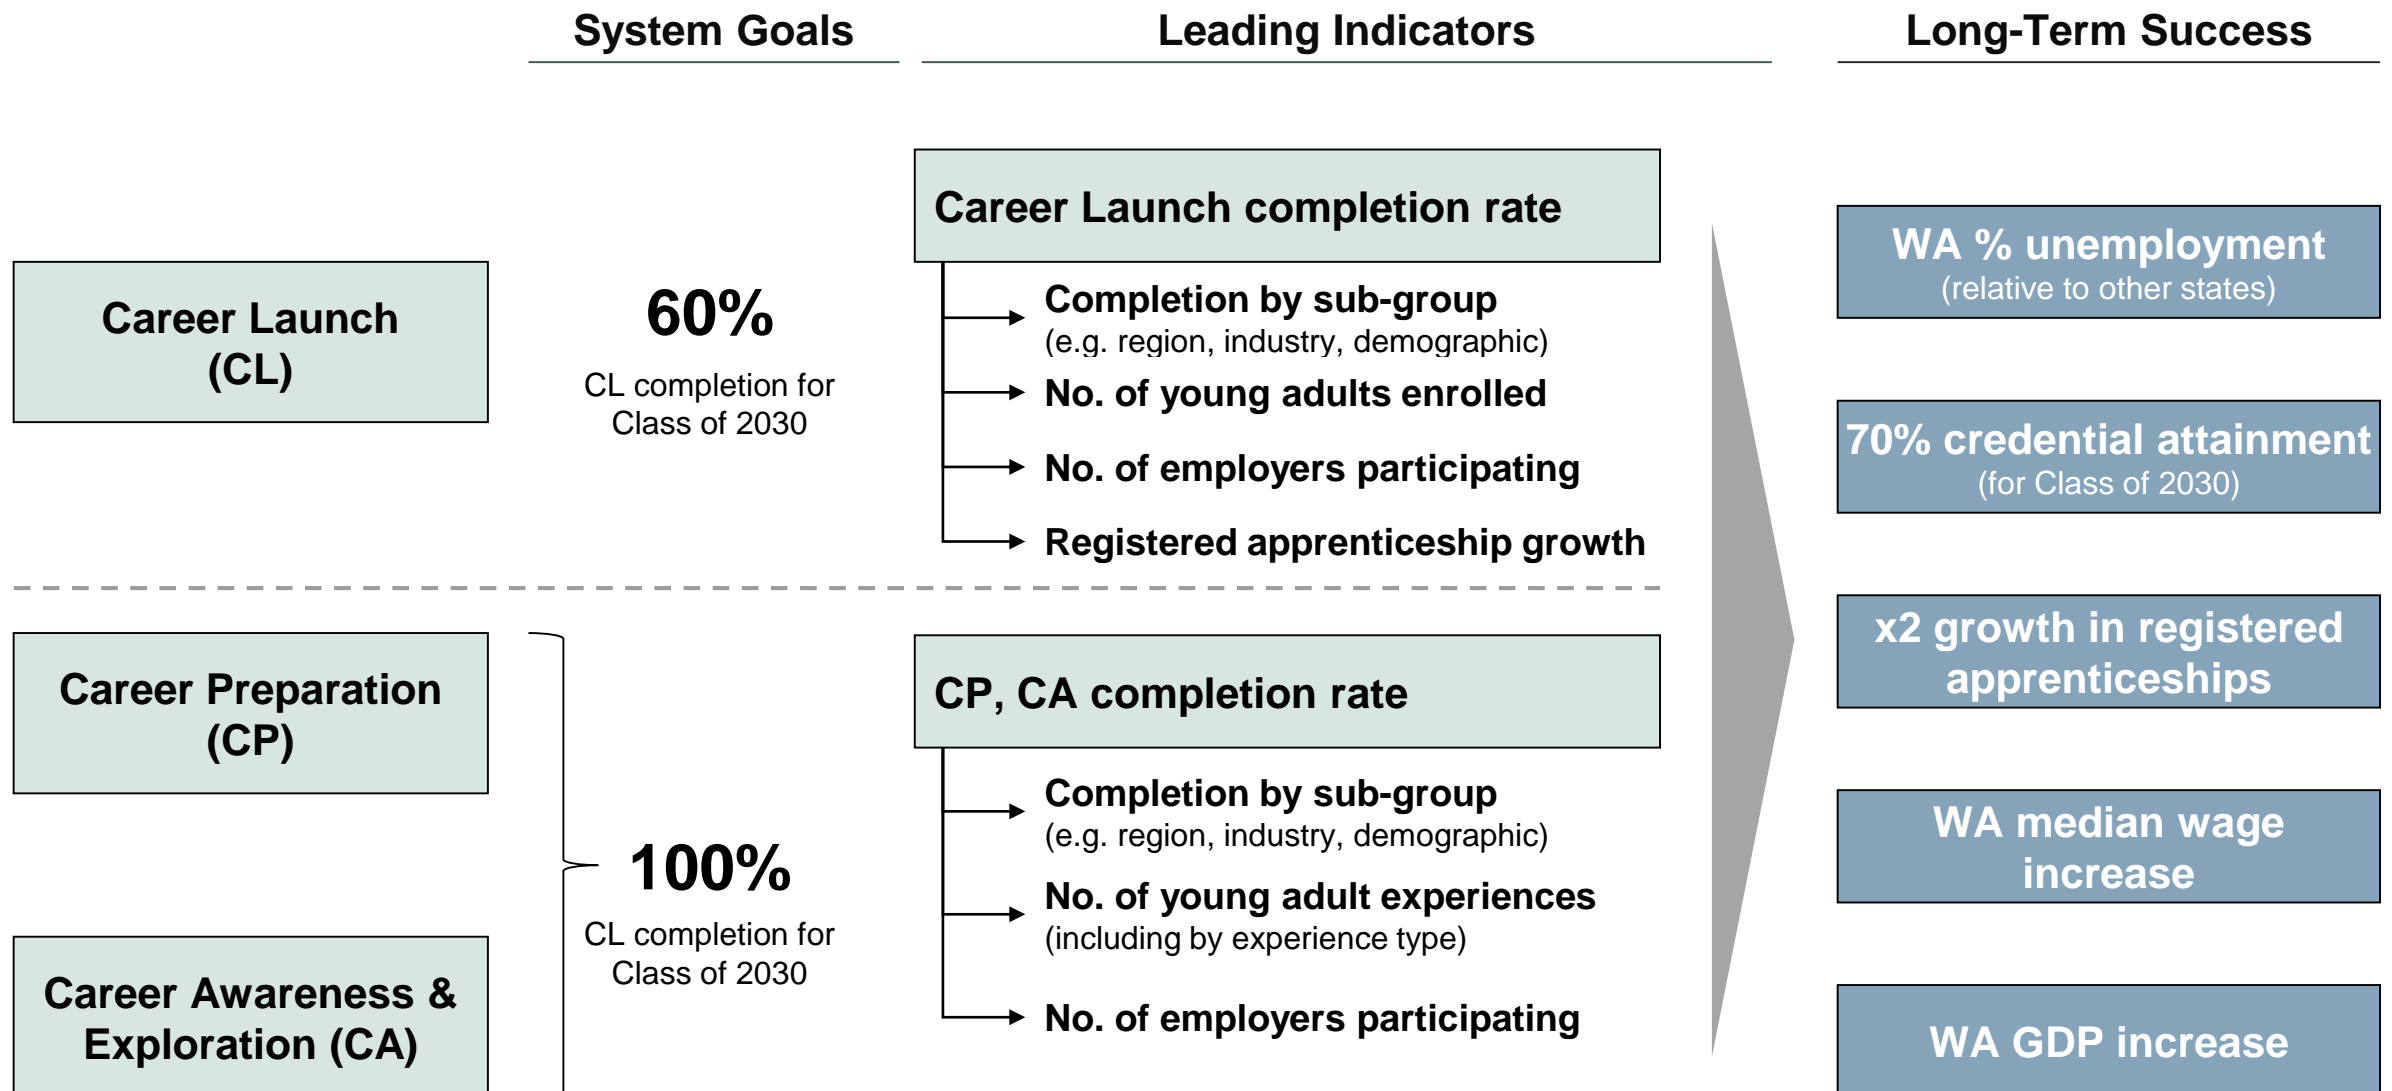 System Goals
Leading Indicators
Long-Term Success
Career Launch
(CL)
60%
CL completion for
Class of 2030
Career Launch completion rate
Completion by sub-group
(e.g. region, industry, demographic)
No. of young adults enrolled
No. of employers participating
Registered apprenticeship growth
Career Preparation
(CP)
Career Awareness &
Exploration (CA)
100%
CL completion for
Class of 2030
CP, CA completion rate
Completion by sub-group
(e.g. region, industry, demographic)
No. of young adult experiences
(including by experience type)
No. of employers participating
WA % unemployment
(relative to other states)
70% credential attainment
(for Class of 2030)
x2 growth in registered
apprenticeships
WA median wage
increase
WA GDP increase